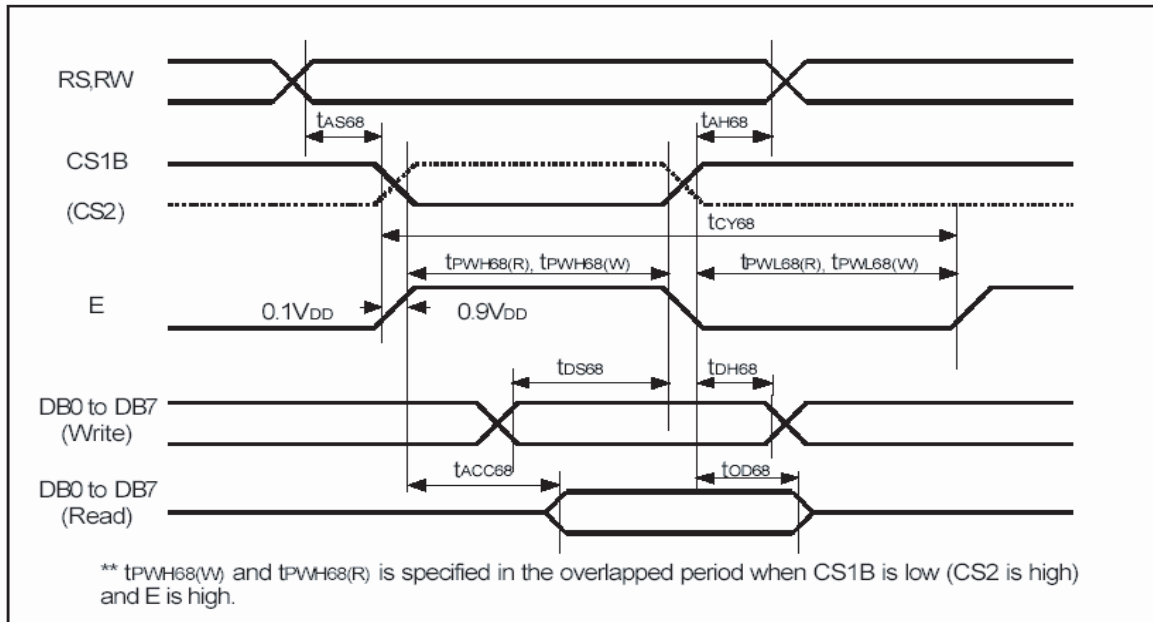 RS,RW
tAS68
tAH68
CS1B
(CS2)
tCY68
tPWH68(R), tPWH68(W)
tPWL68(R), tPWL68(W)
E
0.1VDD
0.9VDD
tDS68
tDH68
DB0 to DB7
(Write)
tACC68
tOD68
DB0 to DB7
(Read)
** tPWH68(W) and tPWH68(R) is specified in the overlapped period when CS1B is low (CS2 is high)
and E is high.